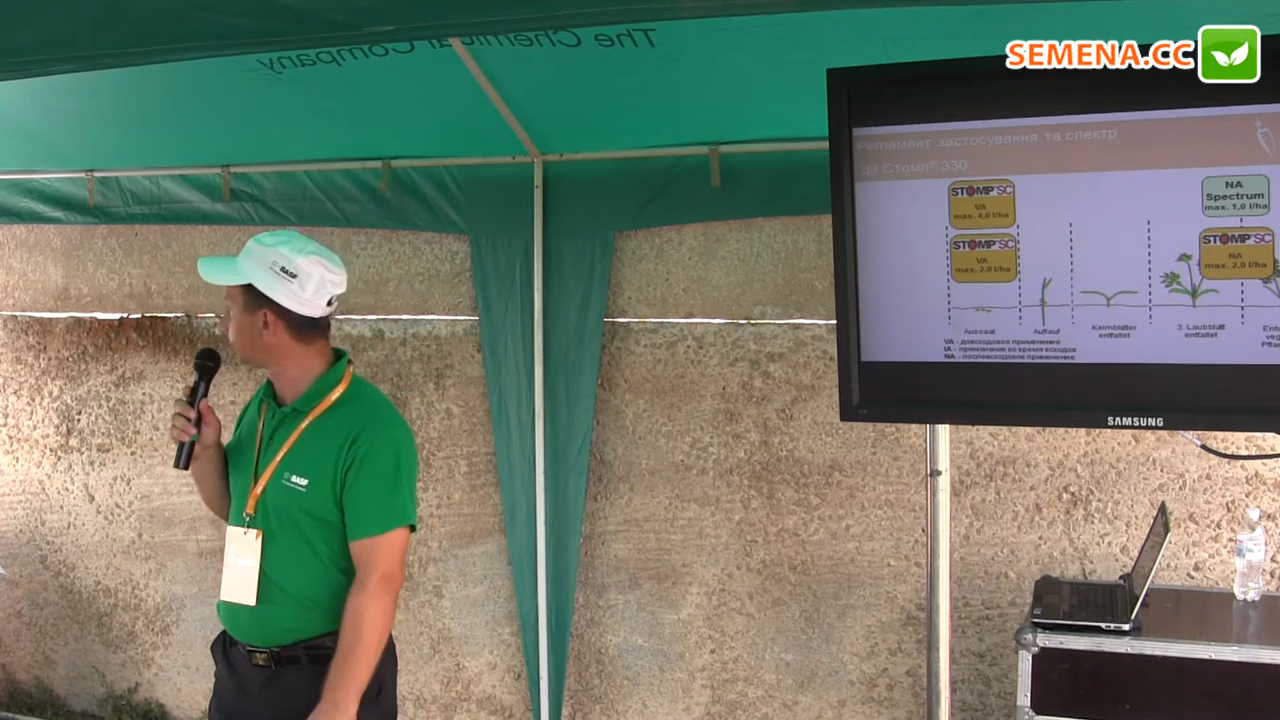 The Chemical Company
SEMENA.CC
Регламент застосування та спектр
дії Стомп® 330
STOMP SC
VA
max. 4,0 l/ha
STOMP SC
VA
max. 2,0 l/ha
NA
Spectrum
max. 1,0 l/ha
STOMP SC
NA
max. 2,0 l/ha
Aussaat
Auflauf
Keimblätter
entfaltet
3. Laubblatt
entfaltet
VA - довсходовое применение
IA - применение во время всходов
NA - послевсходовое применение
SAMSUNG
BASF
BASF